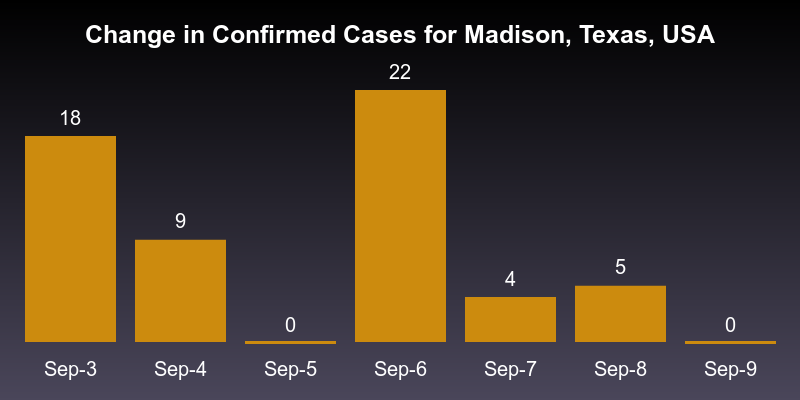 Change in Confirmed Cases for Madison, Texas, USA
18
9
0
22
4
5
0
Sep-3
Sep-4
Sep-5
Sep-6
Sep-7
Sep-8
Sep-9